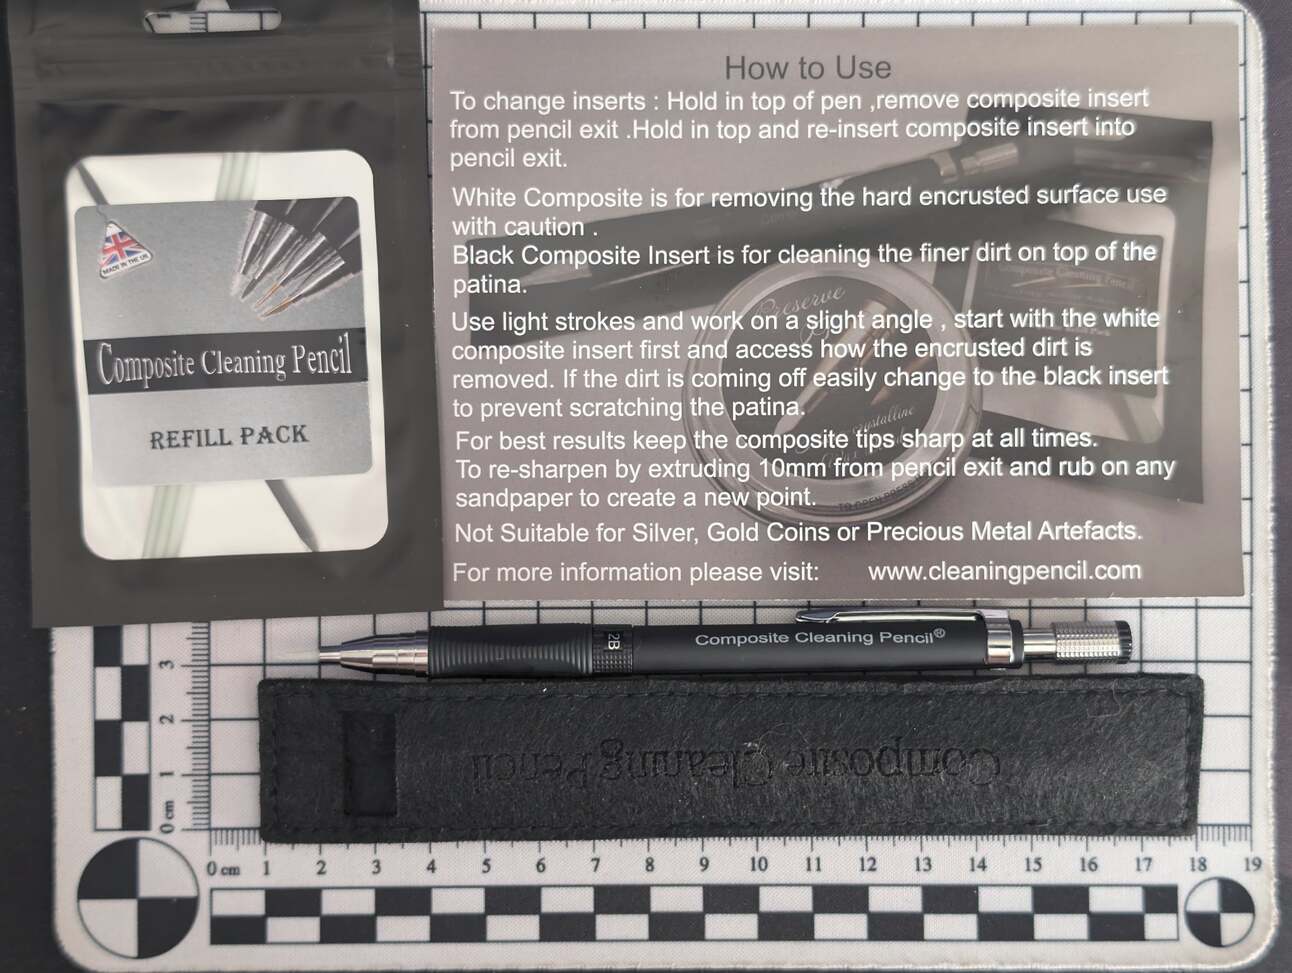 MADE IN THE UK
Composite Cleaning Pencil
REFILL PACK
How to Use
To change inserts : Hold in top of pen ,remove composite insert
from pencil exit .Hold in top and re-insert composite insert into
pencil exit.
White Composite is for removing the hard encrusted surface use
with caution .
Black Composite Insert is for cleaning the finer dirt on top of the
patina.
Use light strokes and work on a slight angle , start with the white
composite insert first and access how the encrusted dirt is
removed. If the dirt is coming off easily change to the black insert
to prevent scratching the patina.
For best results keep the composite tips sharp at all times.
To re-sharpen by extruding 10mm from pencil exit and rub on any
sandpaper to create a new point.
Not Suitable for Silver, Gold Coins or Precious Metal Artefacts.
For more information please visit: www.cleaningpencil.com
Preserve
crystalline
Composite Cleaning Pencil
2B
Composite Cleaning Pencil®
Composite Cleaning Pencil
3
2
1
0 cm
0 cm 1 2 3 4 5 6 7 8 9 10 11 12 13 14 15 16 17 18 19